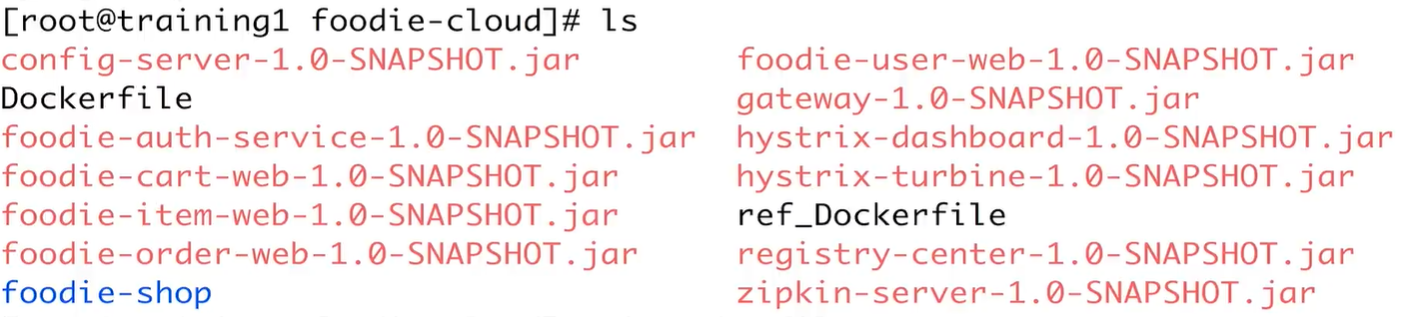 [root@training1 foodie-cloud]# ls
config-server-1.0-SNAPSHOT.jar foodie-user-web-1.0-SNAPSHOT.jar
Dockerfile gateway-1.0-SNAPSHOT.jar
foodie-auth-service-1.0-SNAPSHOT.jar hystrix-dashboard-1.0-SNAPSHOT.jar
foodie-cart-web-1.0-SNAPSHOT.jar hystrix-turbine-1.0-SNAPSHOT.jar
foodie-item-web-1.0-SNAPSHOT.jar ref_Dockerfile
foodie-order-web-1.0-SNAPSHOT.jar registry-center-1.0-SNAPSHOT.jar
foodie-shop zipkin-server-1.0-SNAPSHOT.jar